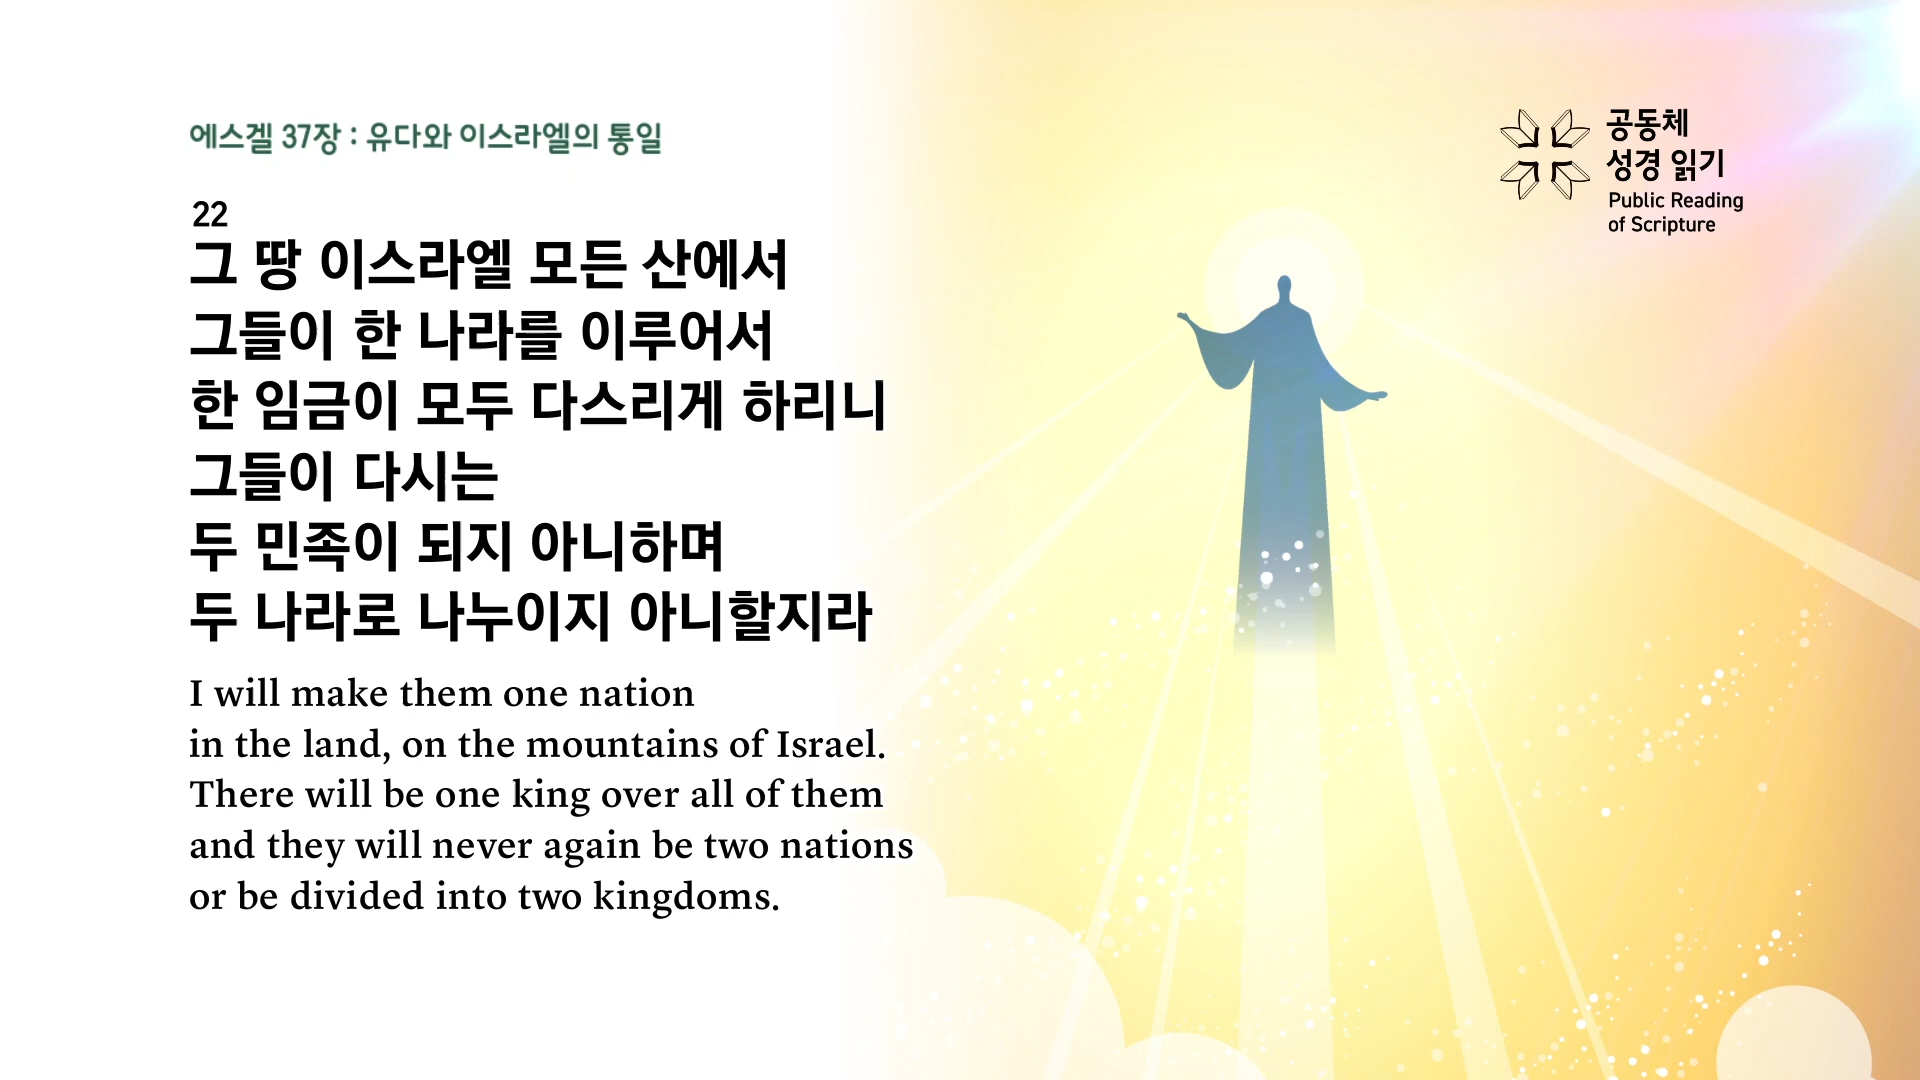 에스겔 37장 : 유다와 이스라엘의 통일
22
그 땅 이스라엘 모든 산에서
그들이 한 나라를 이루어서
한 임금이 모두 다스리게 하리니
그들이 다시는
두 민족이 되지 아니하며
두 나라로 나누이지 아니할지라
I will make them one nation
in the land, on the mountains of Israel.
There will be one king over all of them
and they will never again be two nations
or be divided into two kingdoms.
공동체
성경 읽기
Public Reading
of Scripture